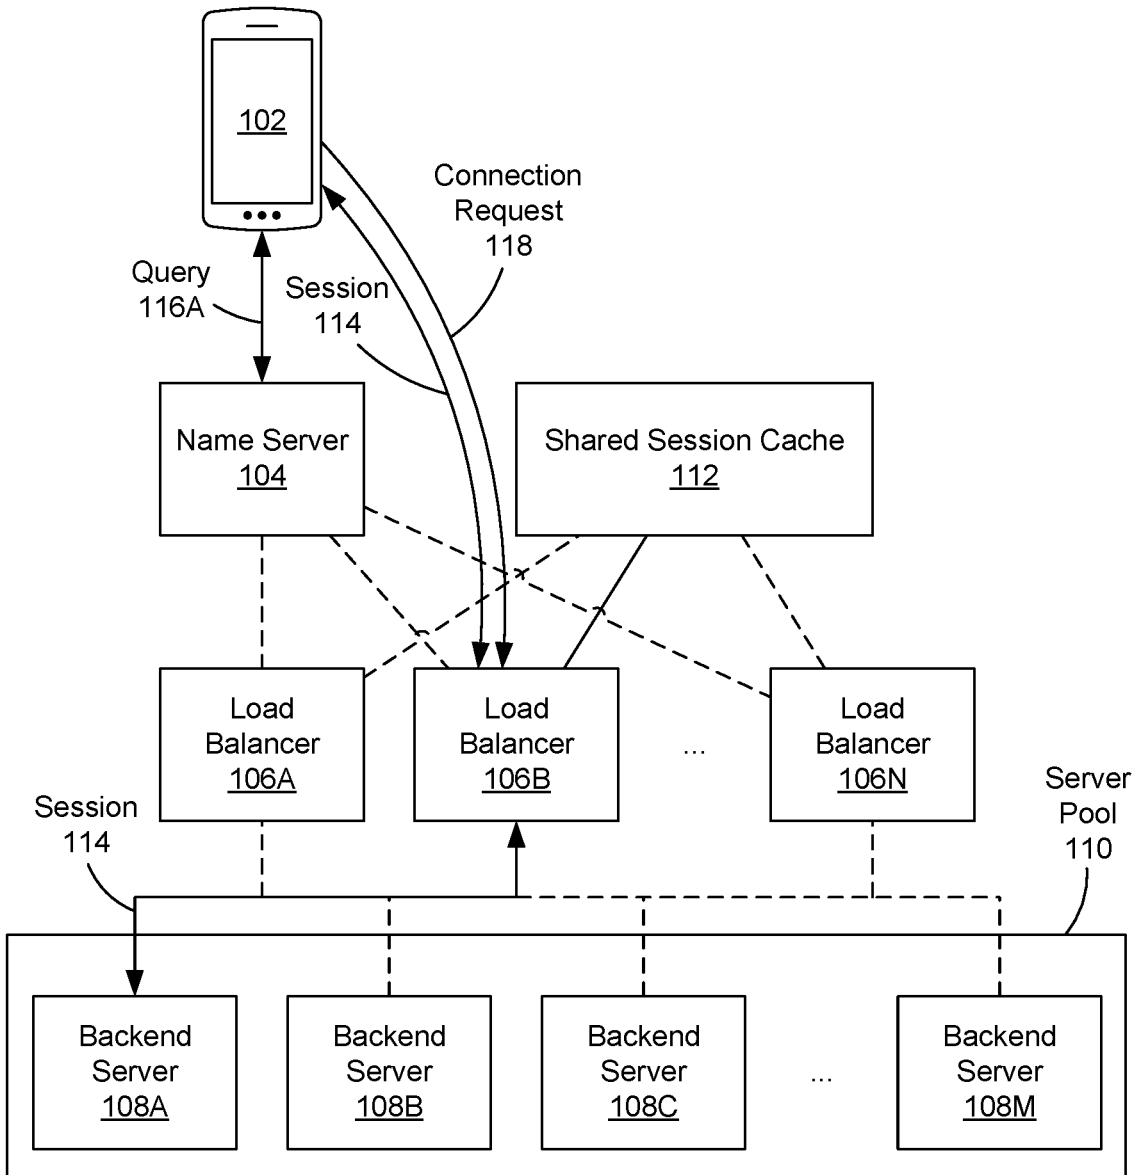 102
Connection
Request
118
Query
116A
Session
114
Name Server
104
Shared Session Cache
112
Load
Balancer
106A
Load
Balancer
106B
...
Load
Balancer
106N
Server
Pool
110
Session
114
Backend
Server
108A
Backend
Server
108B
Backend
Server
108C
...
Backend
Server
108M